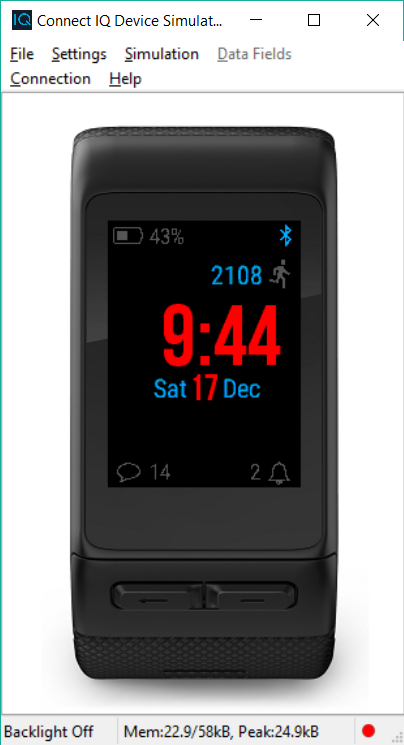 IQ Connect IQ Device Simulat...
File Settings Simulation Data Fields
Connection Help
43%
2108
9:44
Sat 17 Dec
14 2
Backlight Off Mem:22.9/58kB, Peak:24.9kB